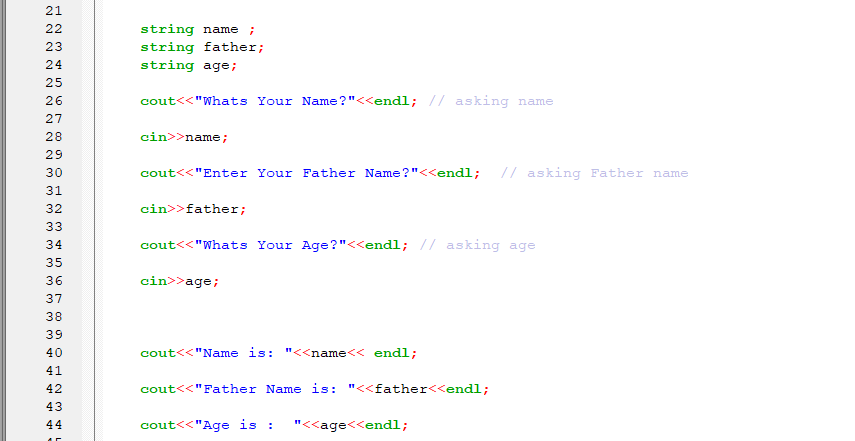 21
22 string name ;
23 string father;
24 string age;
25
26 cout<<"Whats Your Name?"<<endl; // asking name
27
28 cin>>name;
29
30 cout<<"Enter Your Father Name?"<<endl;  // asking Father name
31
32 cin>>father;
33
34 cout<<"Whats Your Age?"<<endl; // asking age
35
36 cin>>age;
37
38
39
40 cout<<"Name is: "<<name<< endl;
41
42 cout<<"Father Name is: "<<father<<endl;
43
44 cout<<"Age is :  "<<age<<endl;